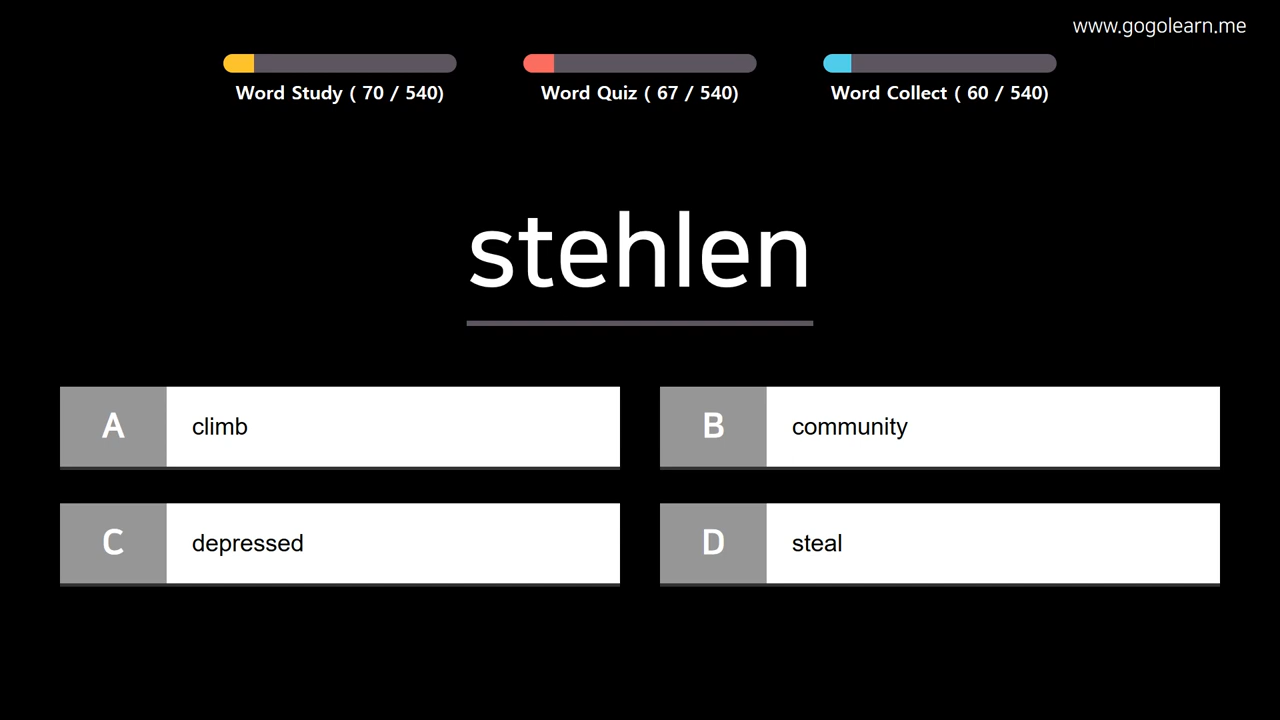 www.gogolearn.me
Word Study ( 70 / 540)
Word Quiz ( 67 / 540)
Word Collect ( 60 / 540)
stehlen
A climb
B community
C depressed
D steal